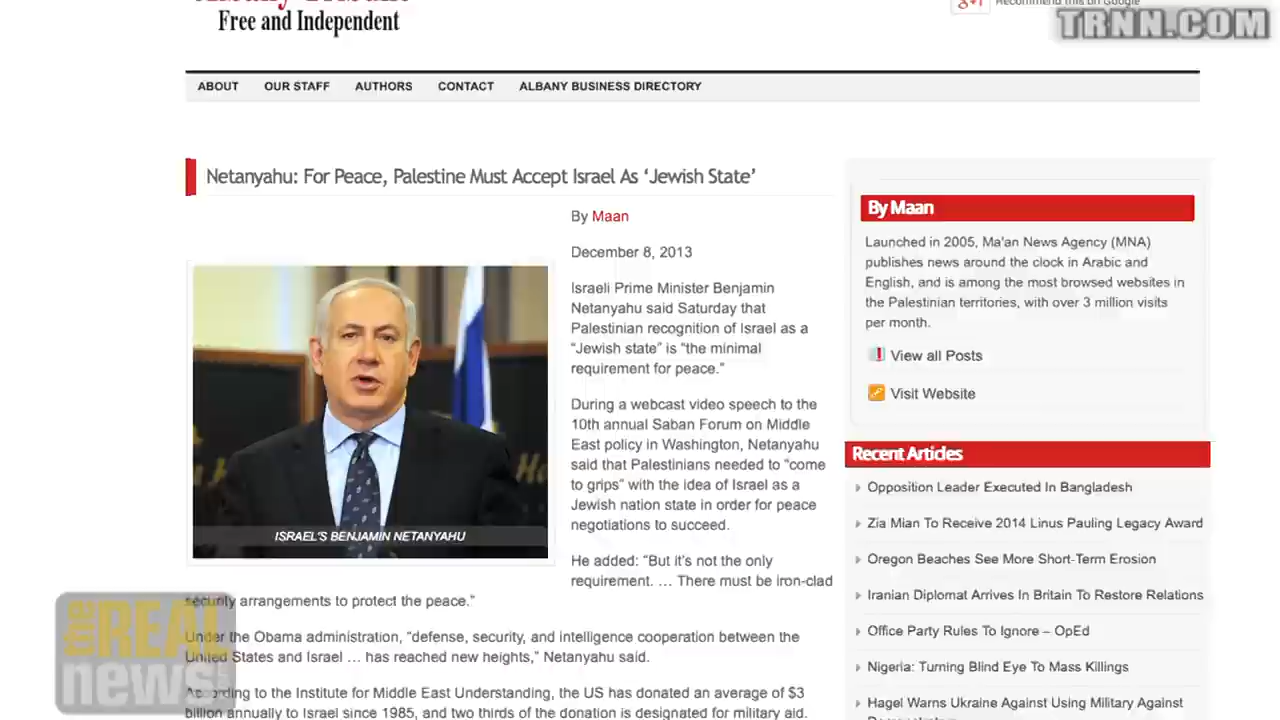 Free and Independent
Recommend this on Google
TRNN.COM
ABOUT
OUR STAFF
AUTHORS
CONTACT
ALBANY BUSINESS DIRECTORY
Netanyahu: For Peace, Palestine Must Accept Israel As ‘Jewish State’
By Maan
December 8, 2013
Israeli Prime Minister Benjamin
Netanyahu said Saturday that
Palestinian recognition of Israel as a
“Jewish state” is “the minimal
requirement for peace.”
During a webcast video speech to the
10th annual Saban Forum on Middle
East policy in Washington, Netanyahu
said that Palestinians needed to “come
to grips” with the idea of Israel as a
Jewish nation state in order for peace
negotiations to succeed.
He added: “But it’s not the only
requirement. … There must be iron-clad
security arrangements to protect the peace.”
ISRAEL'S BENJAMIN NETANYAHU
Under the Obama administration, “defense, security, and intelligence cooperation between the
United States and Israel … has reached new heights,” Netanyahu said.
According to the Institute for Middle East Understanding, the US has donated an average of $3
billion annually to Israel since 1985, and two thirds of the donation is designated for military aid.
By Maan
Launched in 2005, Ma'an News Agency (MNA)
publishes news around the clock in Arabic and
English, and is among the most browsed websites in
the Palestinian territories, with over 3 million visits
per month.
View all Posts
Visit Website
Recent Articles
Opposition Leader Executed In Bangladesh
Zia Mian To Receive 2014 Linus Pauling Legacy Award
Oregon Beaches See More Short-Term Erosion
Iranian Diplomat Arrives In Britain To Restore Relations
Office Party Rules To Ignore – OpEd
Nigeria: Turning Blind Eye To Mass Killings
Hagel Warns Ukraine Against Using Military Against
the REAL
news